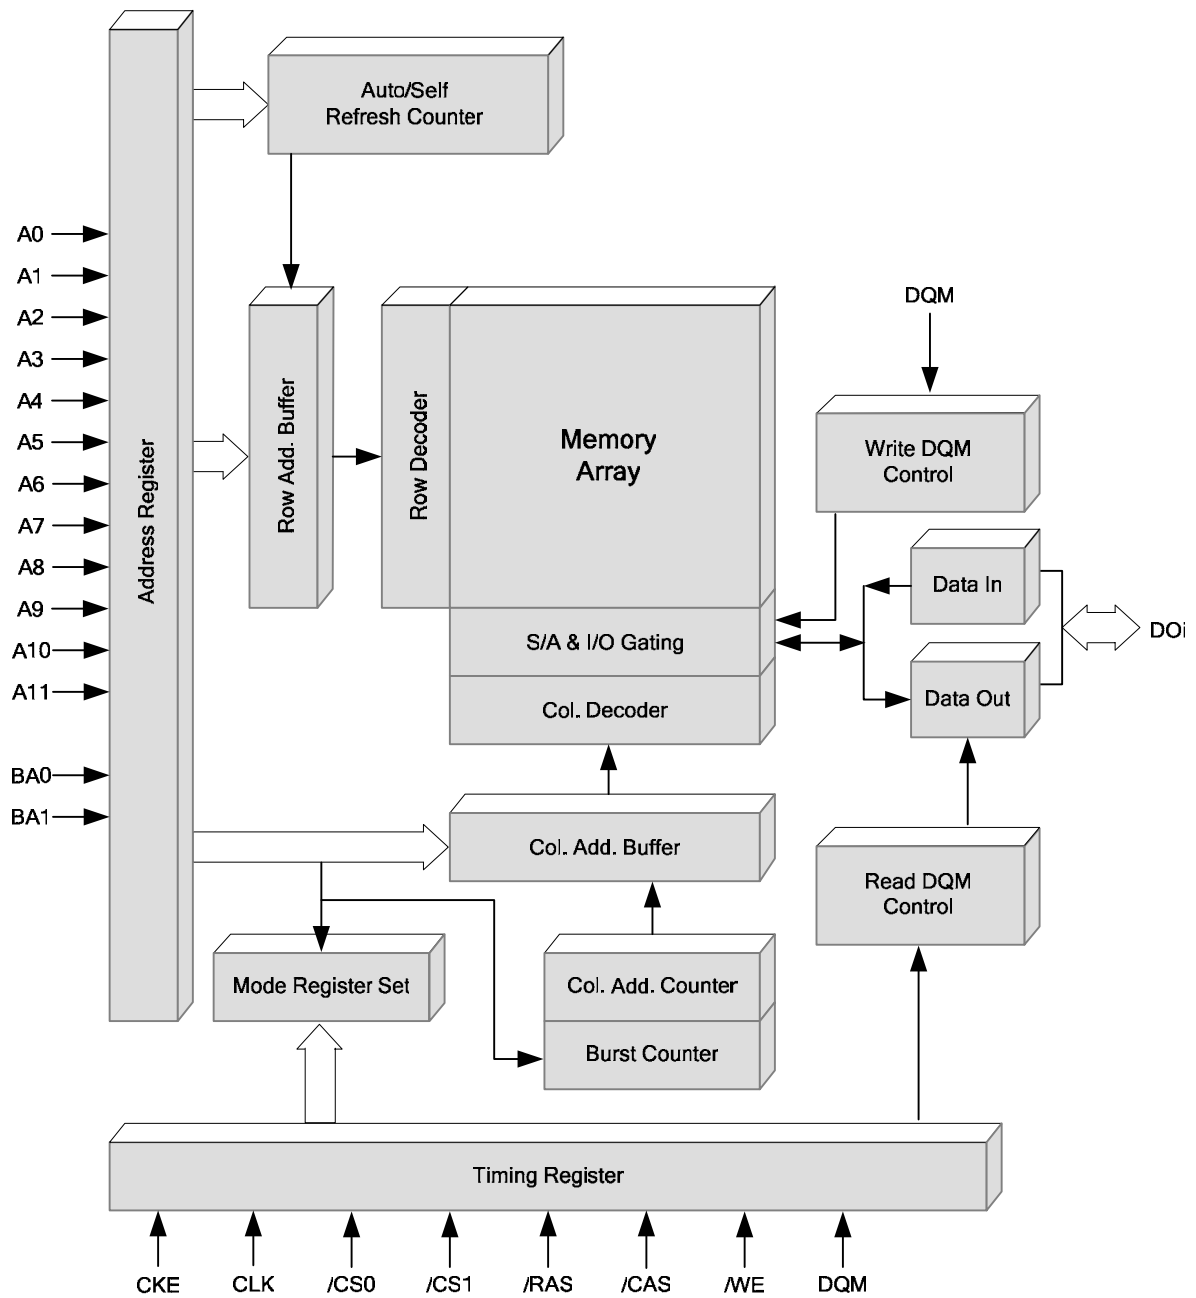 Auto/Self
Refresh Counter
A0
A1
A2
A3
A4
A5
A6
A7
A8
A9
A10
A11
BA0
BA1
Address Register
Row Add. Buffer
Row Decoder
Memory
Array
S/A & I/O Gating
Col. Decoder
DQM
Write DQM
Control
Data In
Data Out
DOi
Col. Add. Buffer
Read DQM
Control
Mode Register Set
Col. Add. Counter
Burst Counter
Timing Register
CKE
CLK
/CS0
/CS1
/RAS
/CAS
/WE
DQM